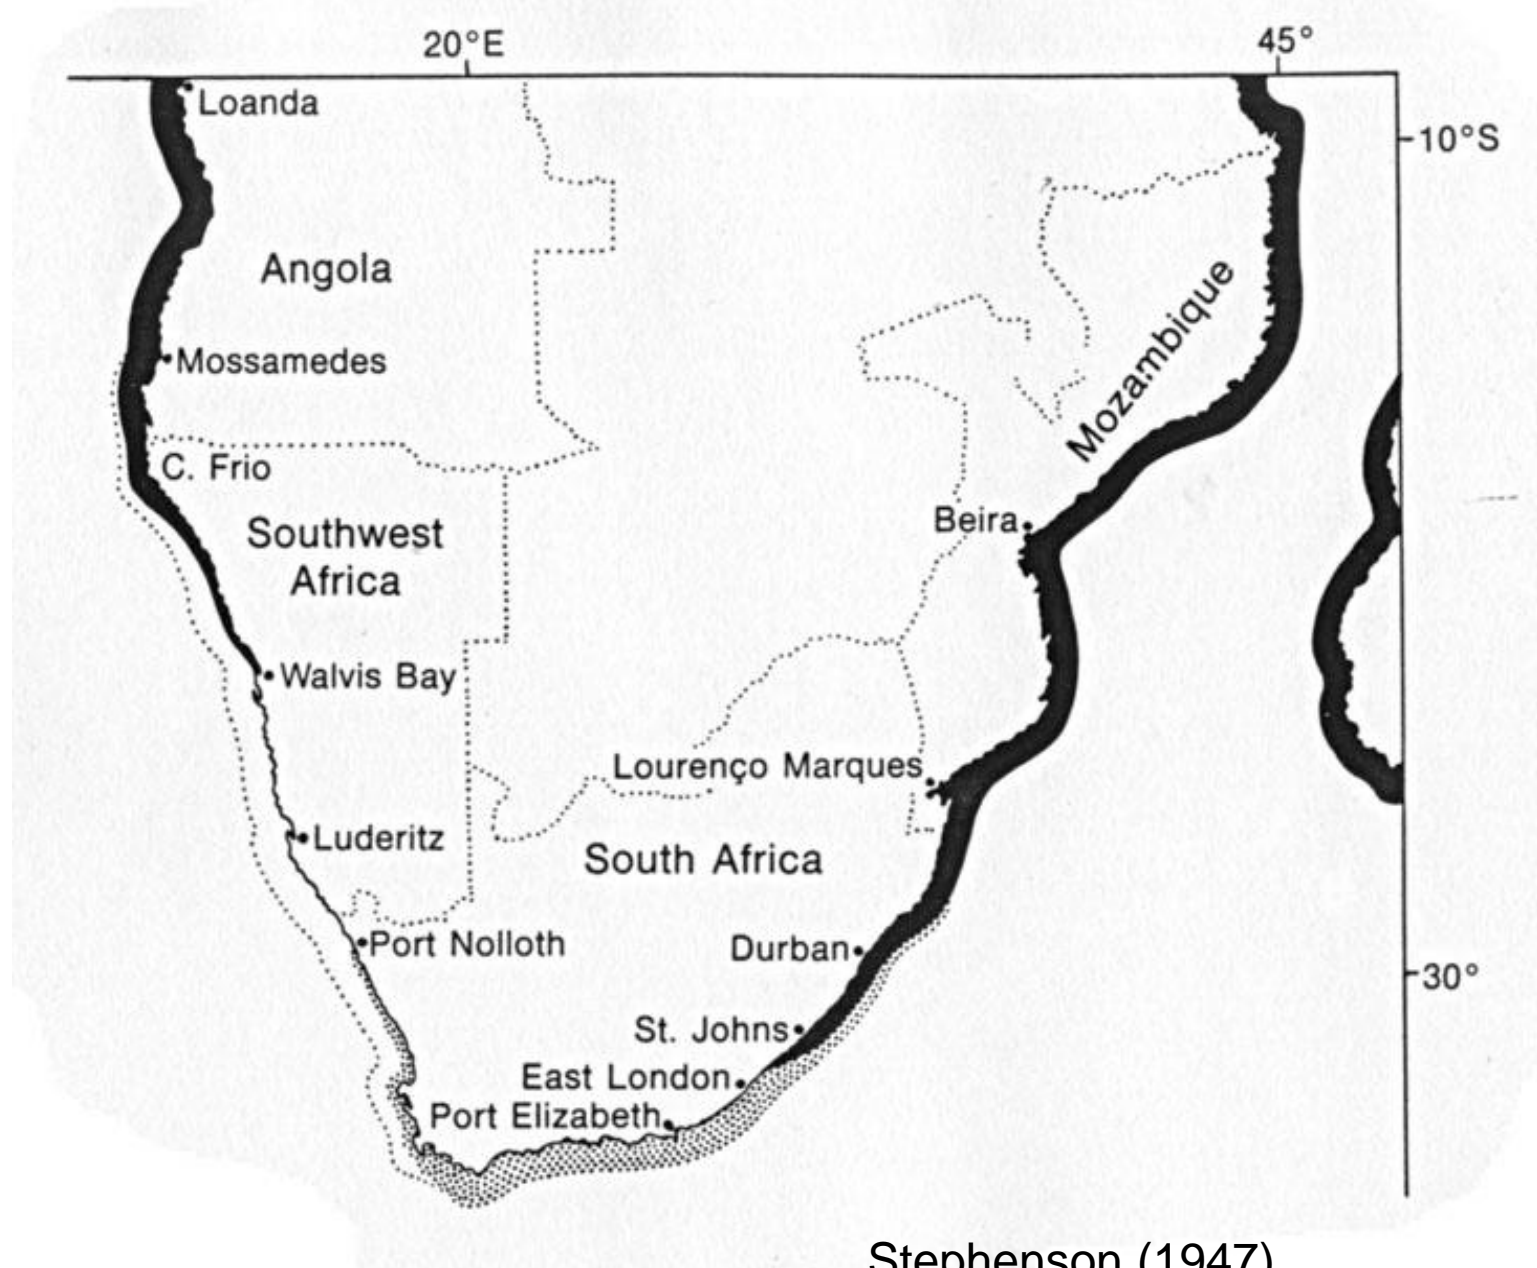 20°E
45°
Loanda
10°S
Angola
Mozambique
Mossamedes
C. Frio
Southwest
Africa
Beira
Walvis Bay
Lourenço Marques
Luderitz
South Africa
Port Nolloth
Durban
30°
St. Johns
East London
Port Elizabeth
Stephenson (1947)